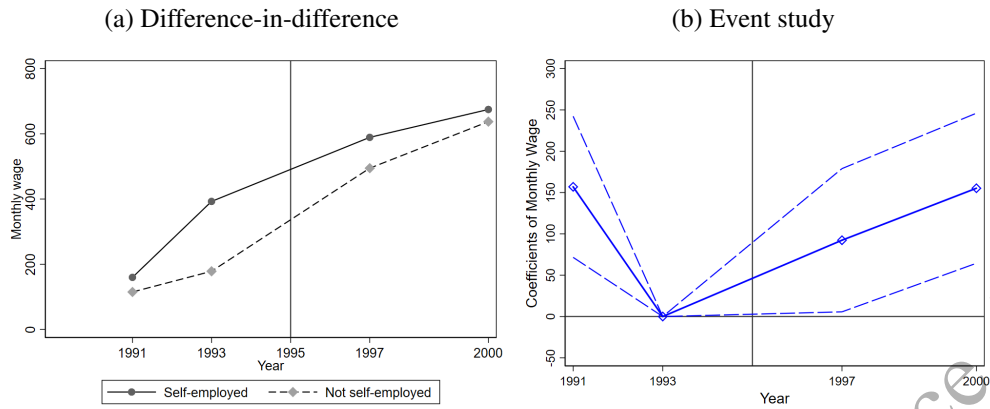 (a) Difference-in-difference
(b) Event study
Monthly wage
800
600
400
200
0
1991 1993 1995 1997 2000
Year
Self-employed Not self-employed
Coefficients of Monthly Wage
300
250
200
150
100
50
0
-50
1991 1993 1997 2000
Year
ce